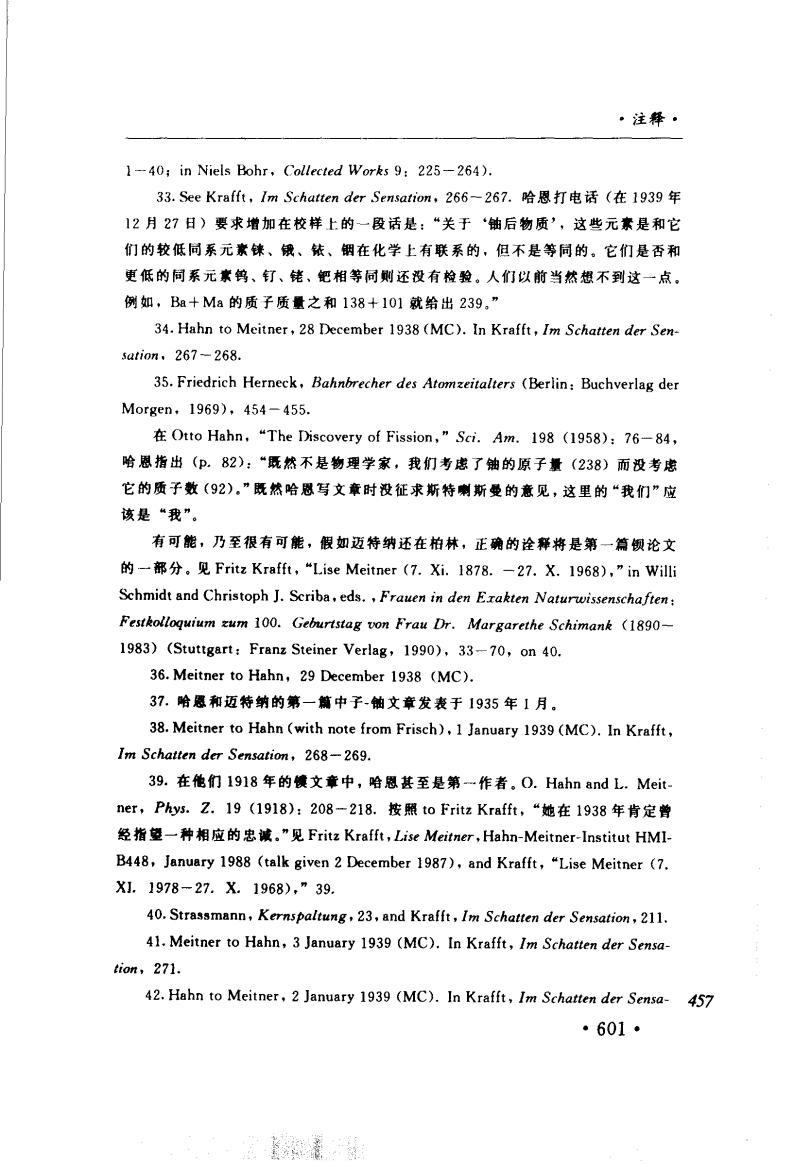 ·注释·
1—40; in Niels Bohr, Collected Works 9: 225—264).
33. See Krafft, Im Schatten der Sensation, 266—267. 哈恩打电话（在 1939 年
12 月 27 日）要求增加在校样上的一段话是：“关于‘铀后物质’，这些元素是和它
们的较低同系元素铼、锇、铱、铟在化学上有联系的，但不是等同的。它们是否和
更低的同系元素钨、钌、铑、钯相等同则还没有检验。人们以前当然想不到这一点。
例如，Ba+Ma 的质子质量之和 138+101 就给出 239。”
34. Hahn to Meitner, 28 December 1938 (MC). In Krafft, Im Schatten der Sen-
sation, 267—268.
35. Friedrich Herneck, Bahnbrecher des Atomzeitalters (Berlin: Buchverlag der
Morgen, 1969), 454—455.
在 Otto Hahn, “The Discovery of Fission,” Sci. Am. 198 (1958): 76—84,
哈恩指出 (p. 82)：“既然不是物理学家，我们考虑了铀的原子量 (238) 而没考虑
它的质子数 (92)。”既然哈恩写文章时没征求斯特喇斯曼的意见，这里的“我们”应
该是“我”。
有可能，乃至很有可能，假如迈特纳还在柏林，正确的诠释将是第一篇钡论文
的一部分。见 Fritz Krafft, “Lise Meitner (7. Xi. 1878. —27. X. 1968),” in Willi
Schmidt and Christoph J. Scriba, eds. , Frauen in den Exakten Naturwissenschaften:
Festkolloquium zum 100. Geburtstag von Frau Dr. Margarethe Schimank (1890—
1983) (Stuttgart: Franz Steiner Verlag, 1990), 33—70, on 40.
36. Meitner to Hahn, 29 December 1938 (MC).
37. 哈恩和迈特纳的第一篇中子-铀文章发表于 1935 年 1 月。
38. Meitner to Hahn (with note from Frisch), 1 January 1939 (MC). In Krafft,
Im Schatten der Sensation, 268—269.
39. 在他们 1918 年的镤文章中，哈恩甚至是第一作者。O. Hahn and L. Meit-
ner, Phys. Z. 19 (1918): 208—218. 按照 to Fritz Krafft, “她在 1938 年肯定曾
经指望一种相应的忠诚。”见 Fritz Krafft, Lise Meitner, Hahn-Meitner-Institut HMI-
B448, January 1988 (talk given 2 December 1987), and Krafft, “Lise Meitner (7.
XI. 1978—27. X. 1968),” 39.
40. Strassmann, Kernspaltung, 23, and Krafft, Im Schatten der Sensation, 211.
41. Meitner to Hahn, 3 January 1939 (MC). In Krafft, Im Schatten der Sensa-
tion, 271.
42. Hahn to Meitner, 2 January 1939 (MC). In Krafft, Im Schatten der Sensa- 457
·601·